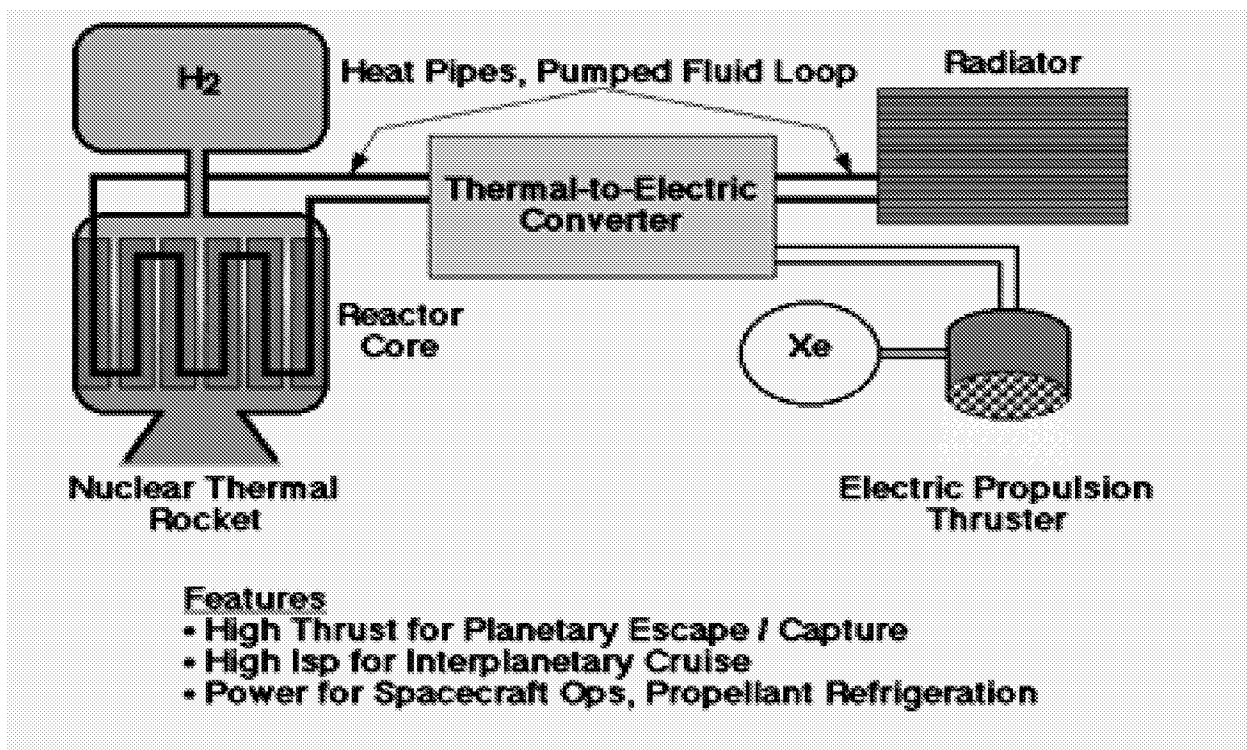 H2
Heat Pipes, Pumped Fluid Loop
Radiator
Thermal-to-Electric
Converter
Reactor
Core
Xe
Nuclear Thermal
Rocket
Electric Propulsion
Thruster
Features
• High Thrust for Planetary Escape / Capture
• High Isp for Interplanetary Cruise
• Power for Spacecraft Ops, Propellant Refrigeration